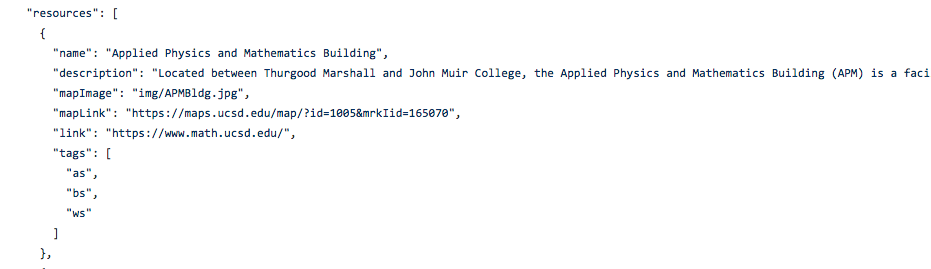 "resources": [
{
"name": "Applied Physics and Mathematics Building",
"description": "Located between Thurgood Marshall and John Muir College, the Applied Physics and Mathematics Building (APM) is a faci
"mapImage": "img/APMBldg.jpg",
"mapLink": "https://maps.ucsd.edu/map/?id=1005&mrkIid=165070",
"link": "https://www.math.ucsd.edu/",
"tags": [
"as",
"bs",
"ws"
]
},